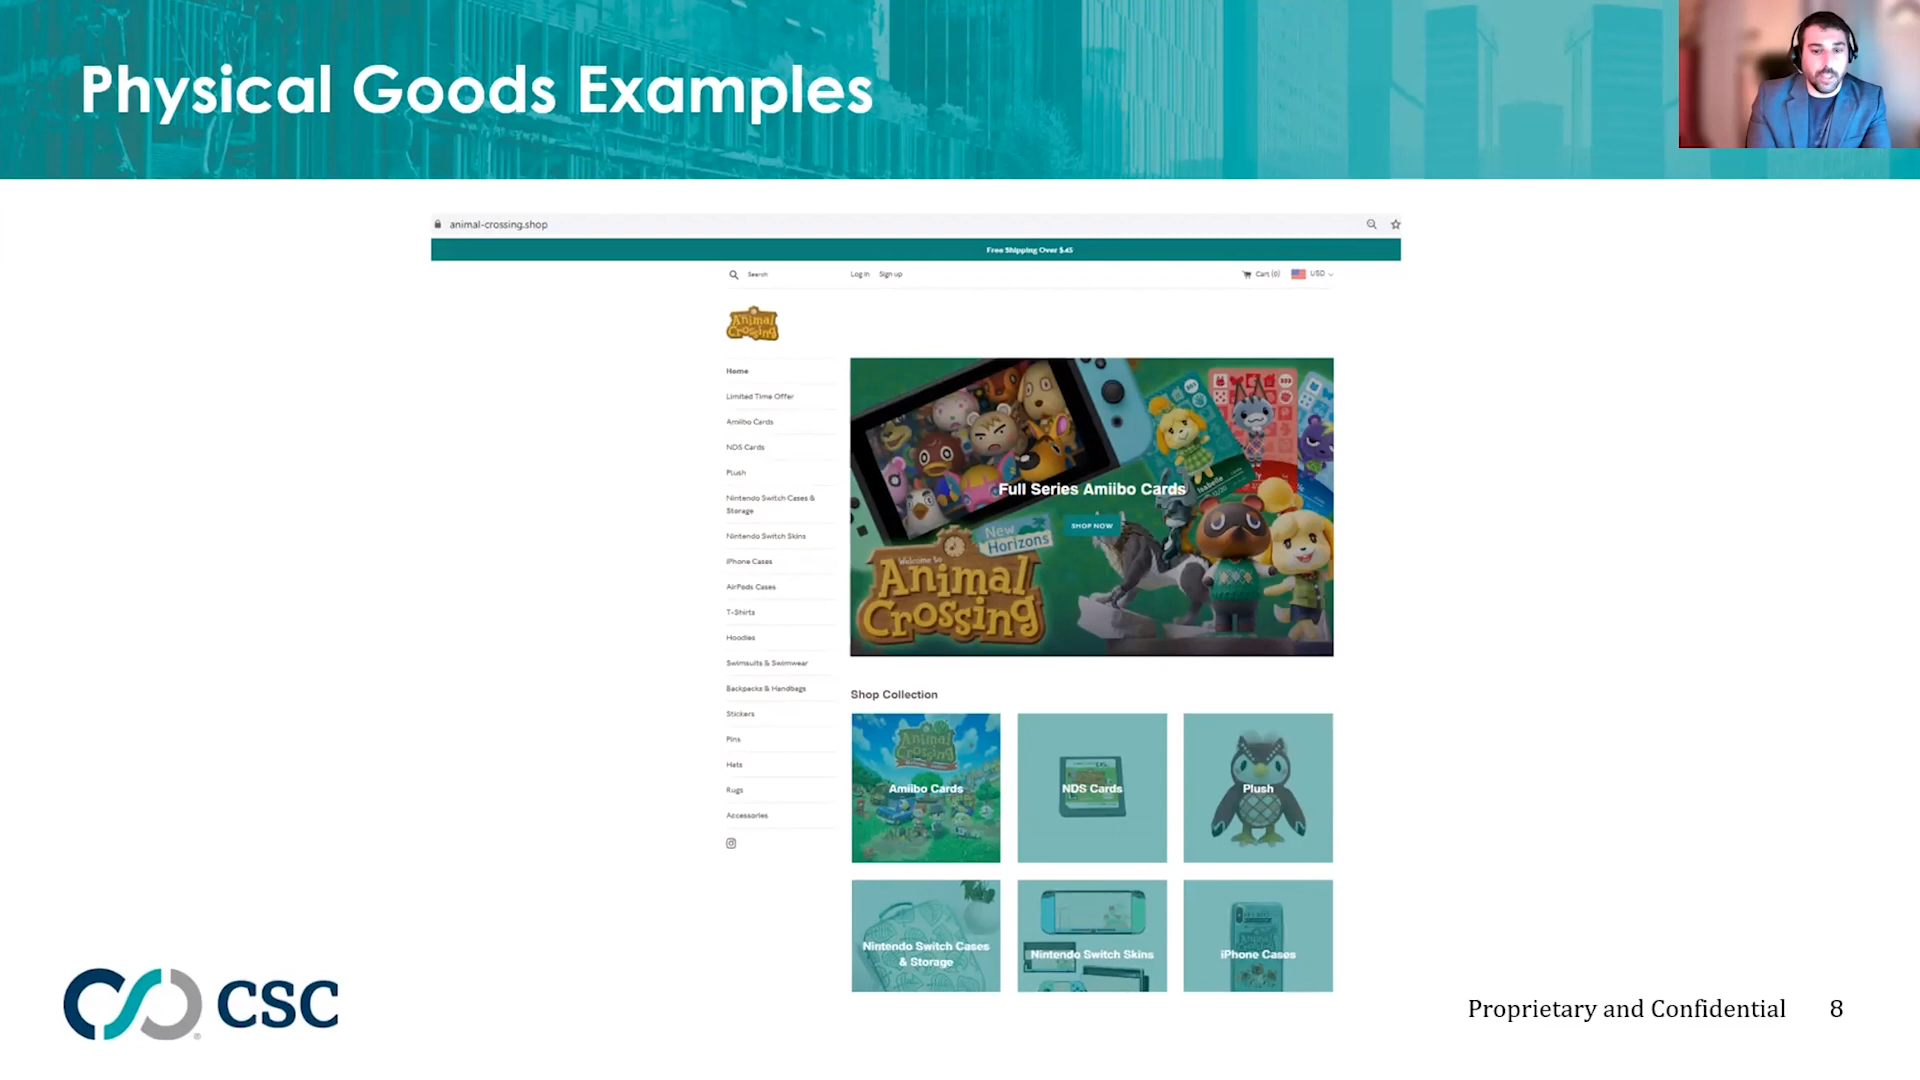 Physical Goods Examples
animal-crossing.shop
Free Shipping Over $45
Search
Log in Sign up
Cart (0)
USD
Animal
Crossing
Home
Limited Time Offer
Amiibo Cards
NDS Cards
Plush
Nintendo Switch Cases &
Storage
Nintendo Switch Skins
iPhone Cases
AirPods Cases
T-Shirts
Hoodies
Swimsuits & Swimwear
Backpacks & Handbags
Stickers
Pins
Hats
Rugs
Accessories
Full Series Amiibo Cards
SHOP NOW
Isabelle
New
Horizons
Welcome to
Animal
Crossing
Shop Collection
Animal
Crossing
Amiibo Cards
NDS Cards
Plush
Nintendo Switch Cases
& Storage
Nintendo Switch Skins
iPhone Cases
CSC
Proprietary and Confidential
8